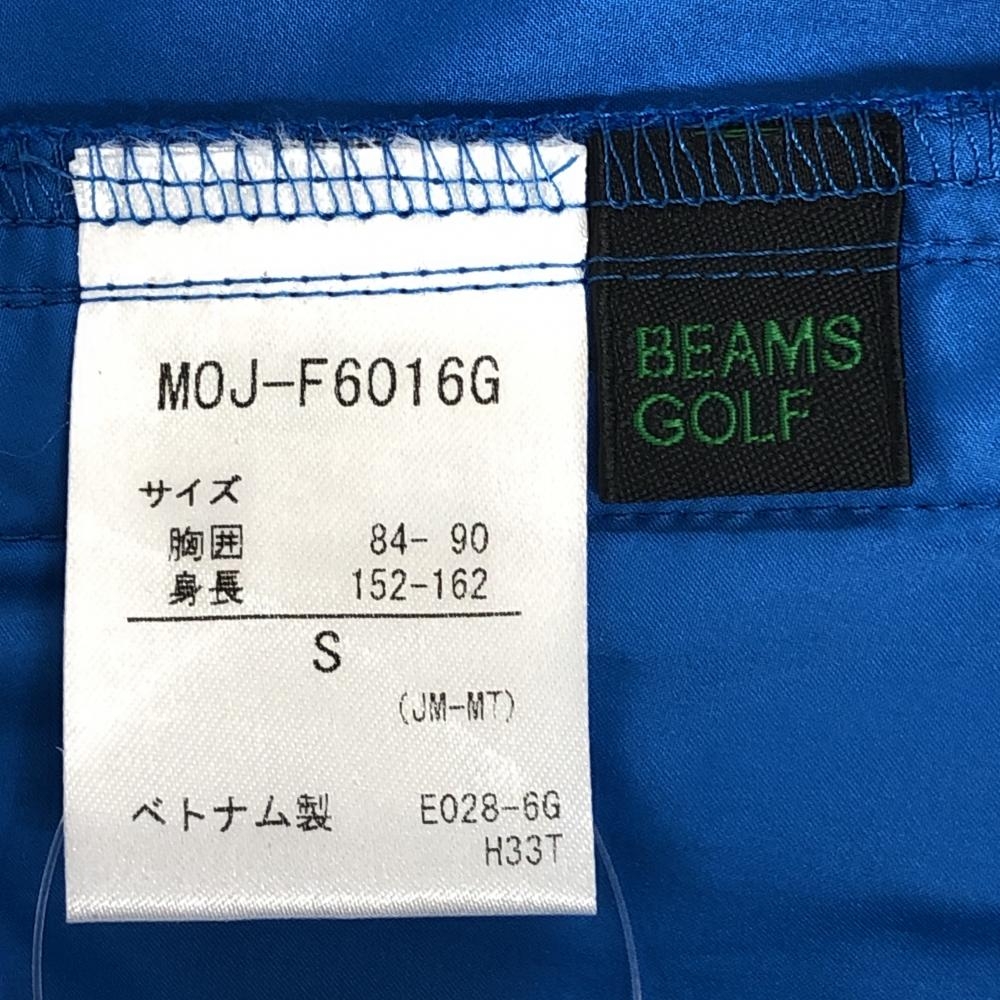 MOJ-F6016G
サイズ
胸囲 84- 90
身長 152-162
S
(JM-MT)
ベトナム製 E028-6G
H33T
BEAMS
GOLF